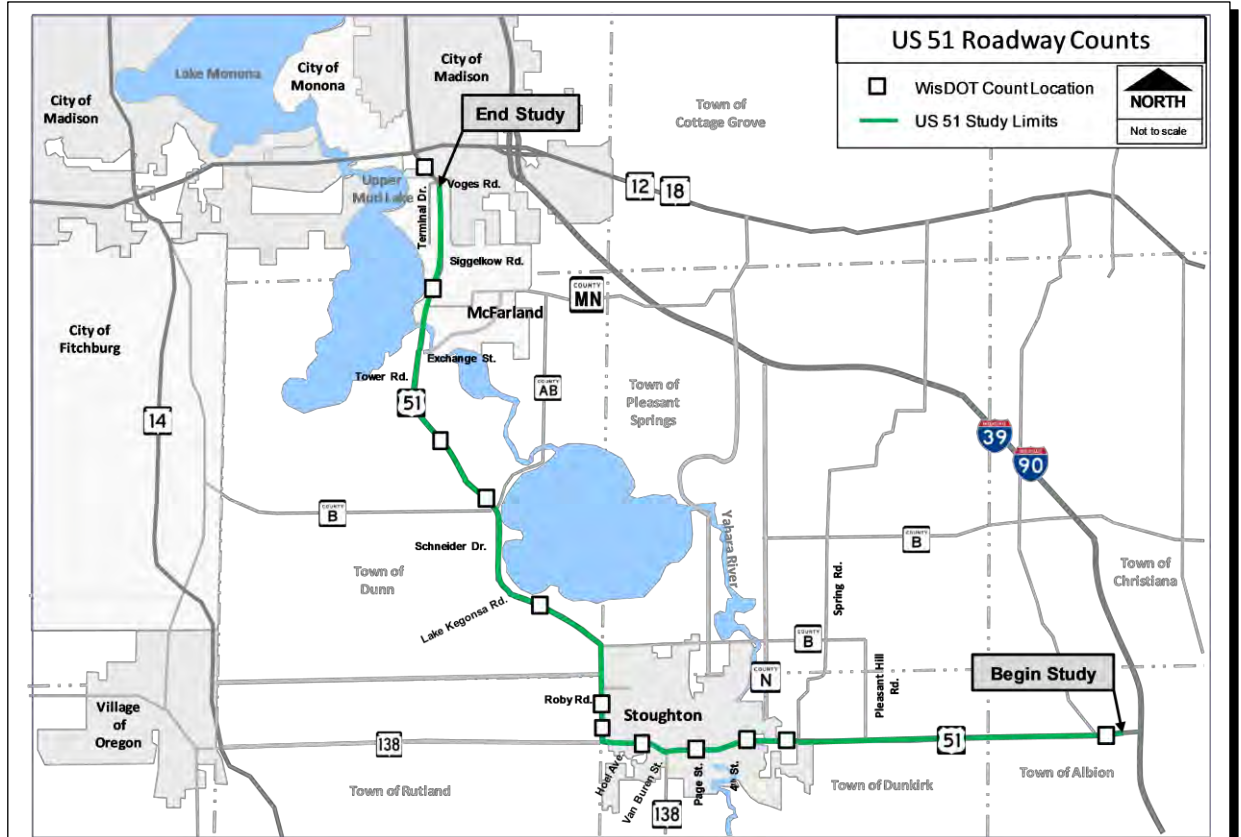 US 51 Roadway Counts
WisDOT Count Location
US 51 Study Limits
NORTH
Not to scale
Lake Monona
City of
Monona
City of
Madison
City of
Madison
End Study
Town of
Cottage Grove
Upper
Mud Lake
Terminal Dr.
Voges Rd.
12
18
Siggelkow Rd.
COUNTY
MN
McFarland
City of
Fitchburg
Exchange St.
Tower Rd.
COUNTY
AB
51
14
Town of
Pleasant
Springs
39
90
COUNTY
B
Schneider Dr.
Yahara River
COUNTY
B
Spring Rd.
Town of
Dunn
Town of
Christiana
Lake Kegonsa Rd.
COUNTY
B
COUNTY
N
Pleasant Hill
Rd.
Begin Study
Roby Rd.
Stoughton
Village
of
Oregon
138
51
Hoel Ave.
Van Buren St.
Page St.
4th St.
138
Town of Rutland
Town of Dunkirk
Town of Albion